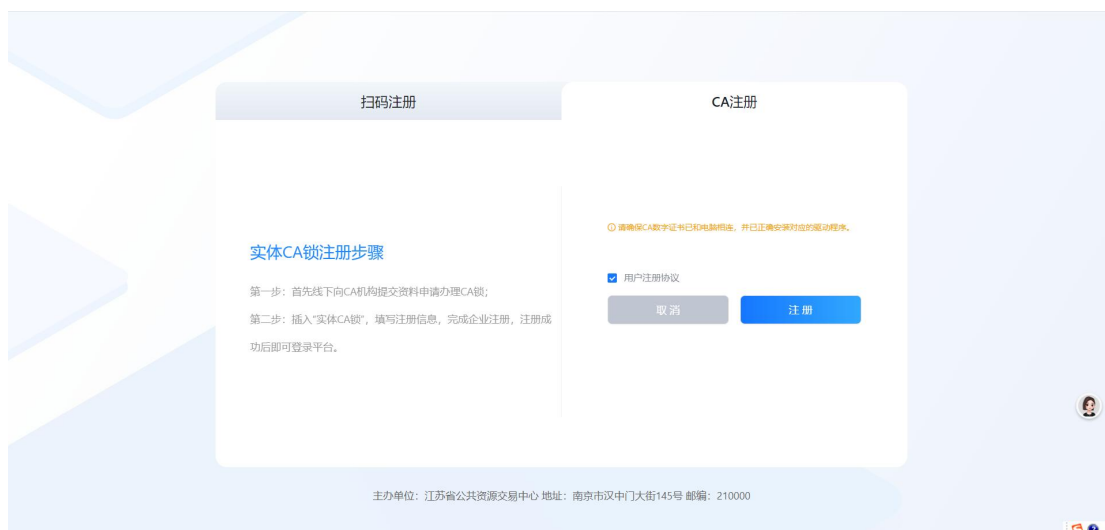 扫码注册
CA注册
实体CA锁注册步骤
第一步：首先线下向CA机构提交资料申请办理CA锁；
第二步：插入“实体CA锁”，填写注册信息，完成企业注册，注册成
功后即可登录平台。
请确保CA数字证书已和电脑相连，并已正确安装对应的驱动程序。
用户注册协议
取消
注册
主办单位：江苏省公共资源交易中心 地址：南京市汉中门大街145号 邮编：210000